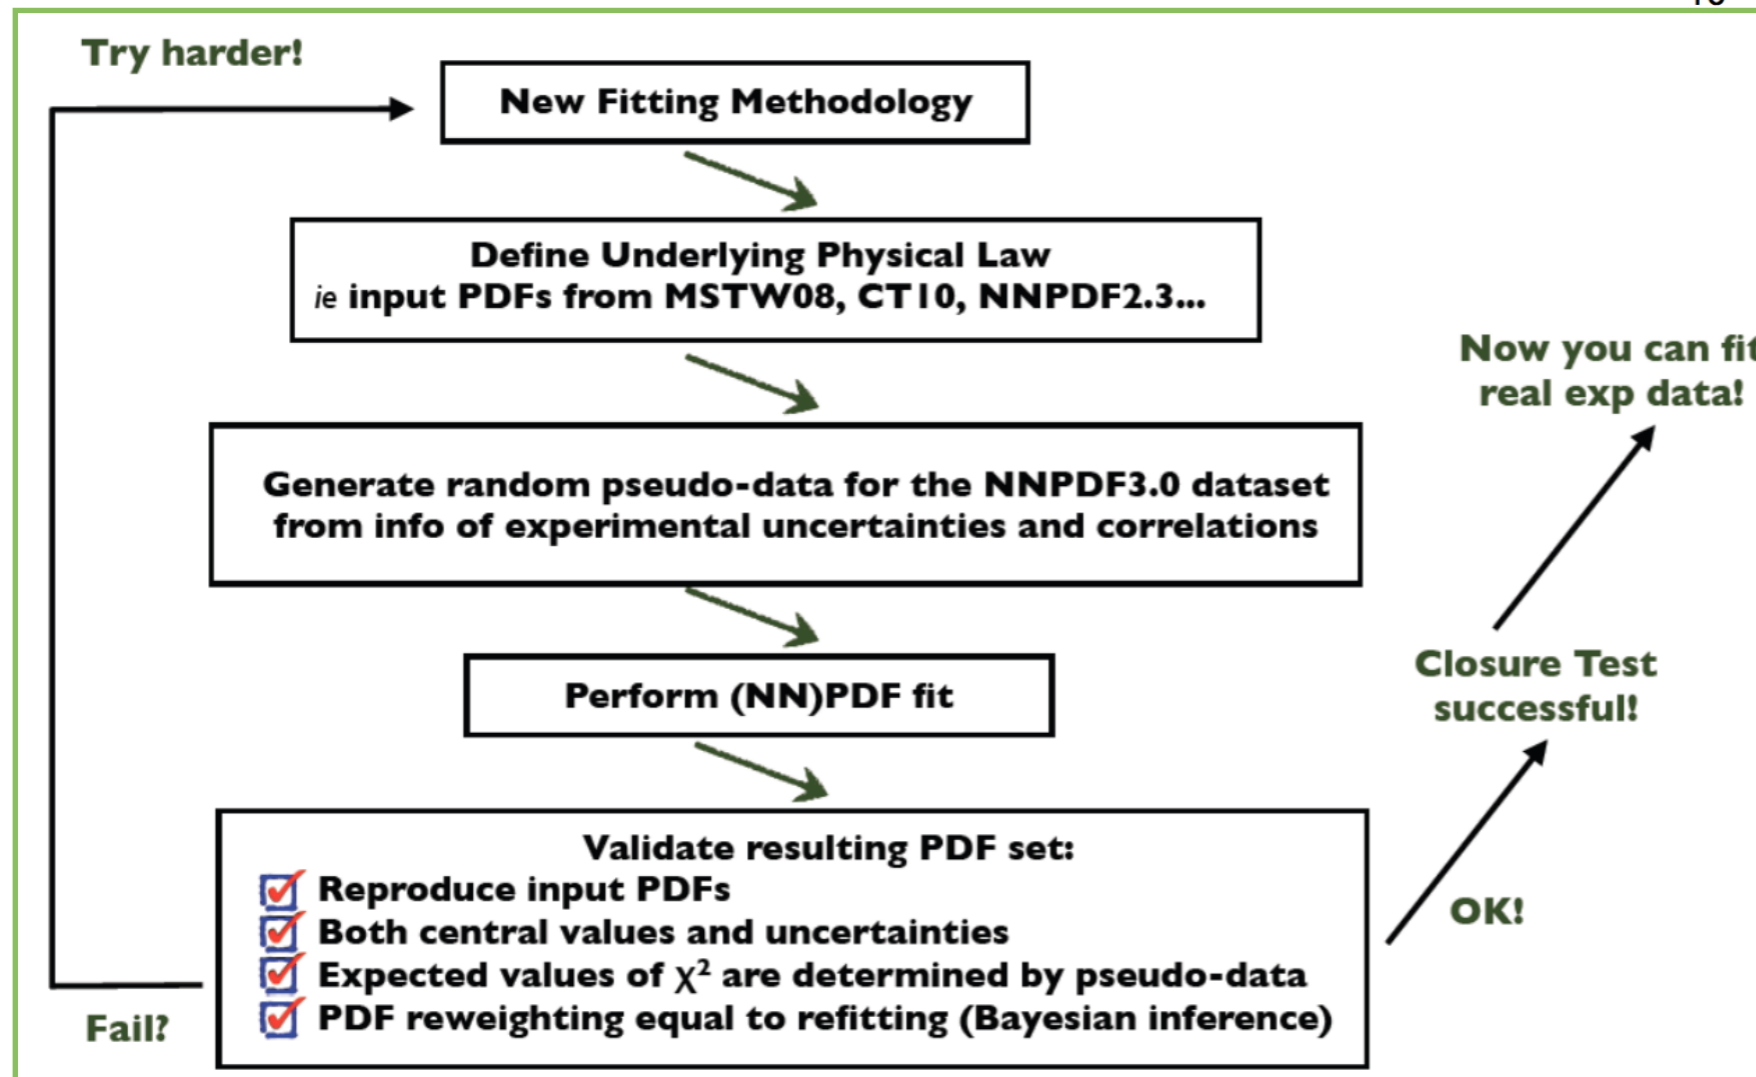 Try harder!
New Fitting Methodology
Define Underlying Physical Law
ie input PDFs from MSTW08, CT10, NNPDF2.3...
Generate random pseudo-data for the NNPDF3.0 dataset
from info of experimental uncertainties and correlations
Perform (NN)PDF fit
Validate resulting PDF set:
Reproduce input PDFs
Both central values and uncertainties
Expected values of χ² are determined by pseudo-data
PDF reweighting equal to refitting (Bayesian inference)
Fail?
OK!
Closure Test
successful!
Now you can fit
real exp data!